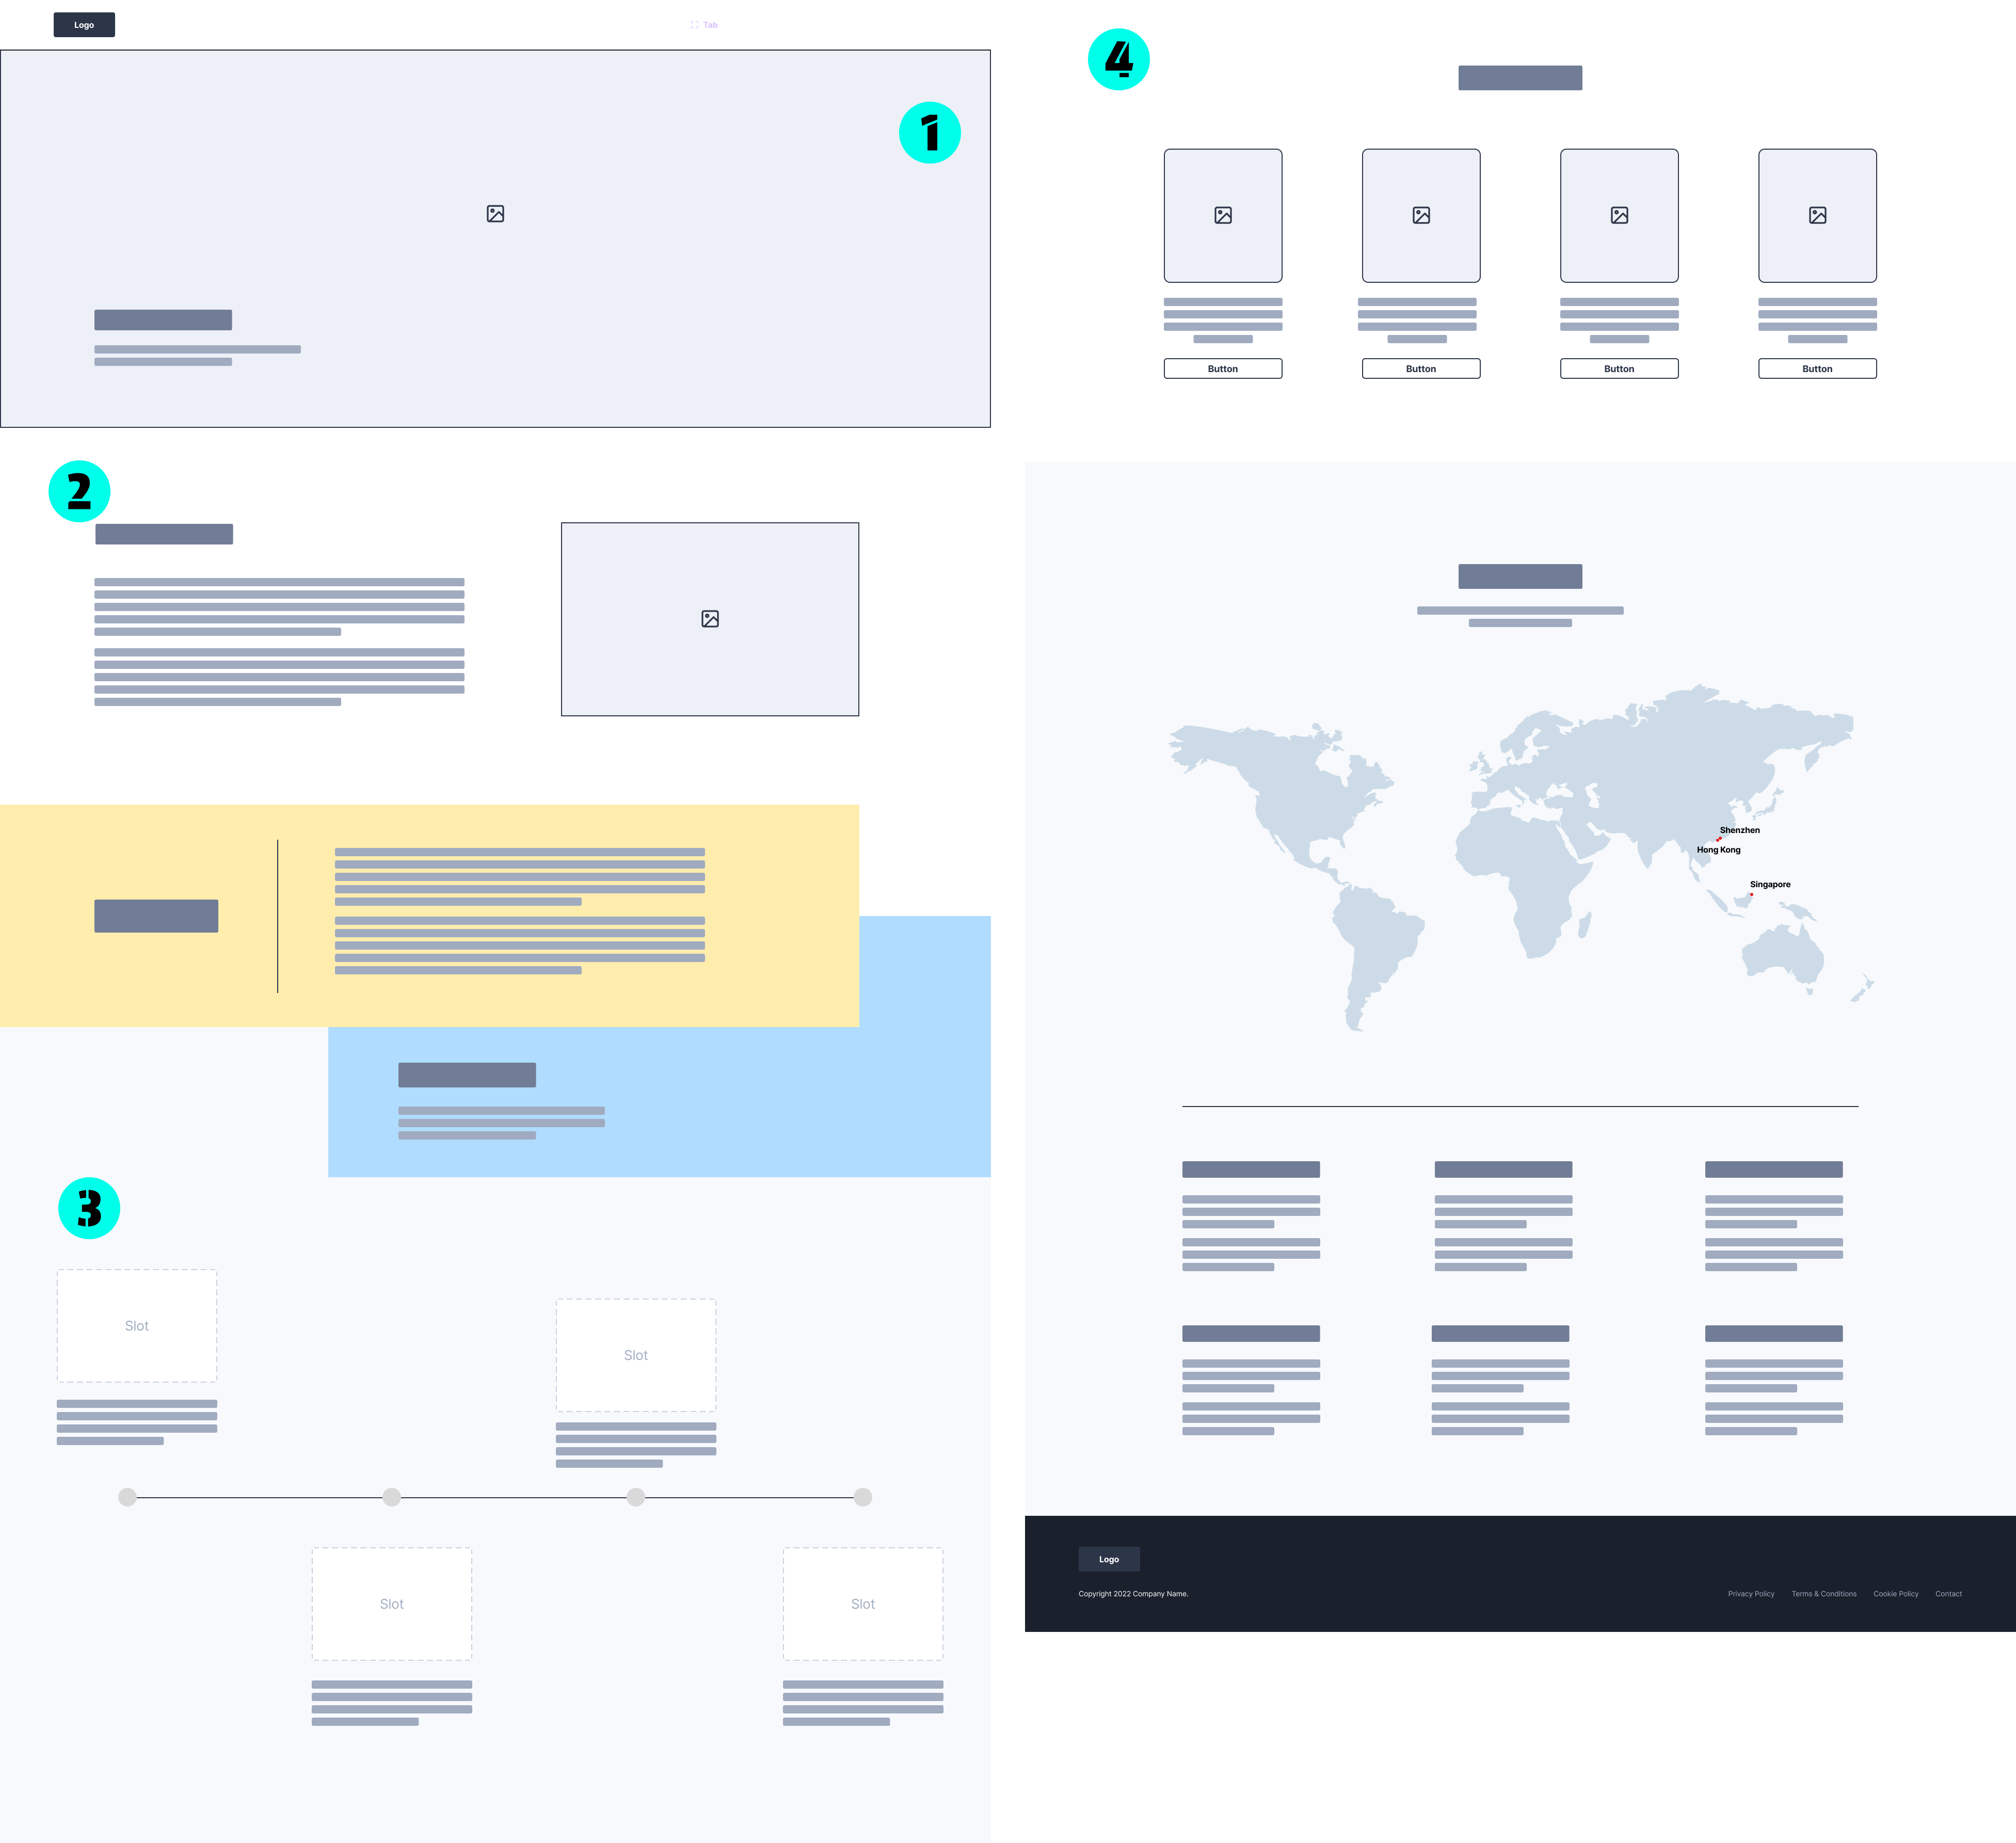 Logo
Tab
1
2
3
Slot
Slot
Slot
Slot
4
Button
Button
Button
Button
Shenzhen
Hong Kong
Singapore
Logo
Copyright 2022 Company Name.
Privacy Policy Terms & Conditions Cookie Policy Contact